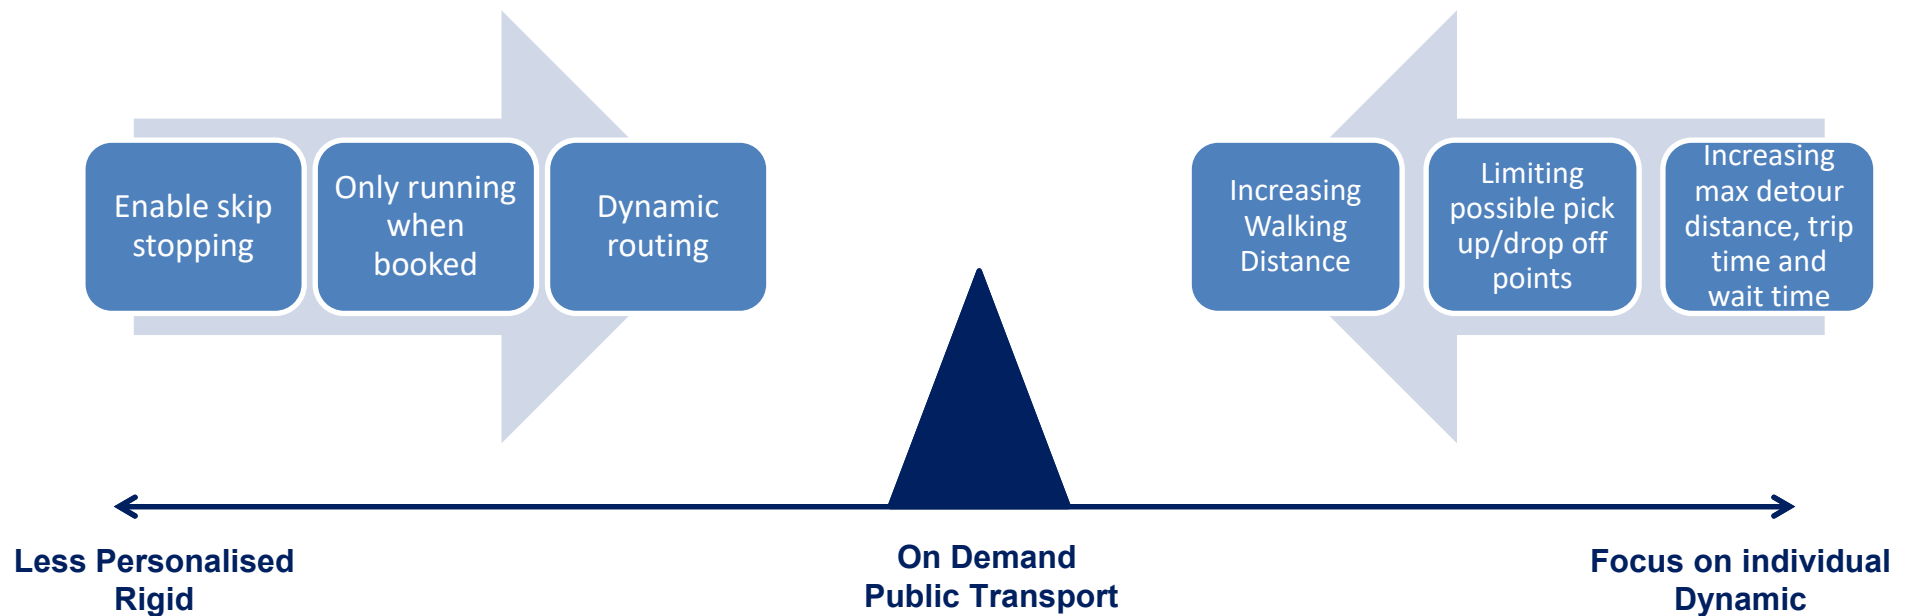 Enable skip
stopping
Only running
when
booked
Dynamic
routing
Increasing
Walking
Distance
Limiting
possible pick
up/drop off
points
Increasing
max detour
distance, trip
time and
wait time
Less Personalised
Rigid
On Demand
Public Transport
Focus on individual
Dynamic